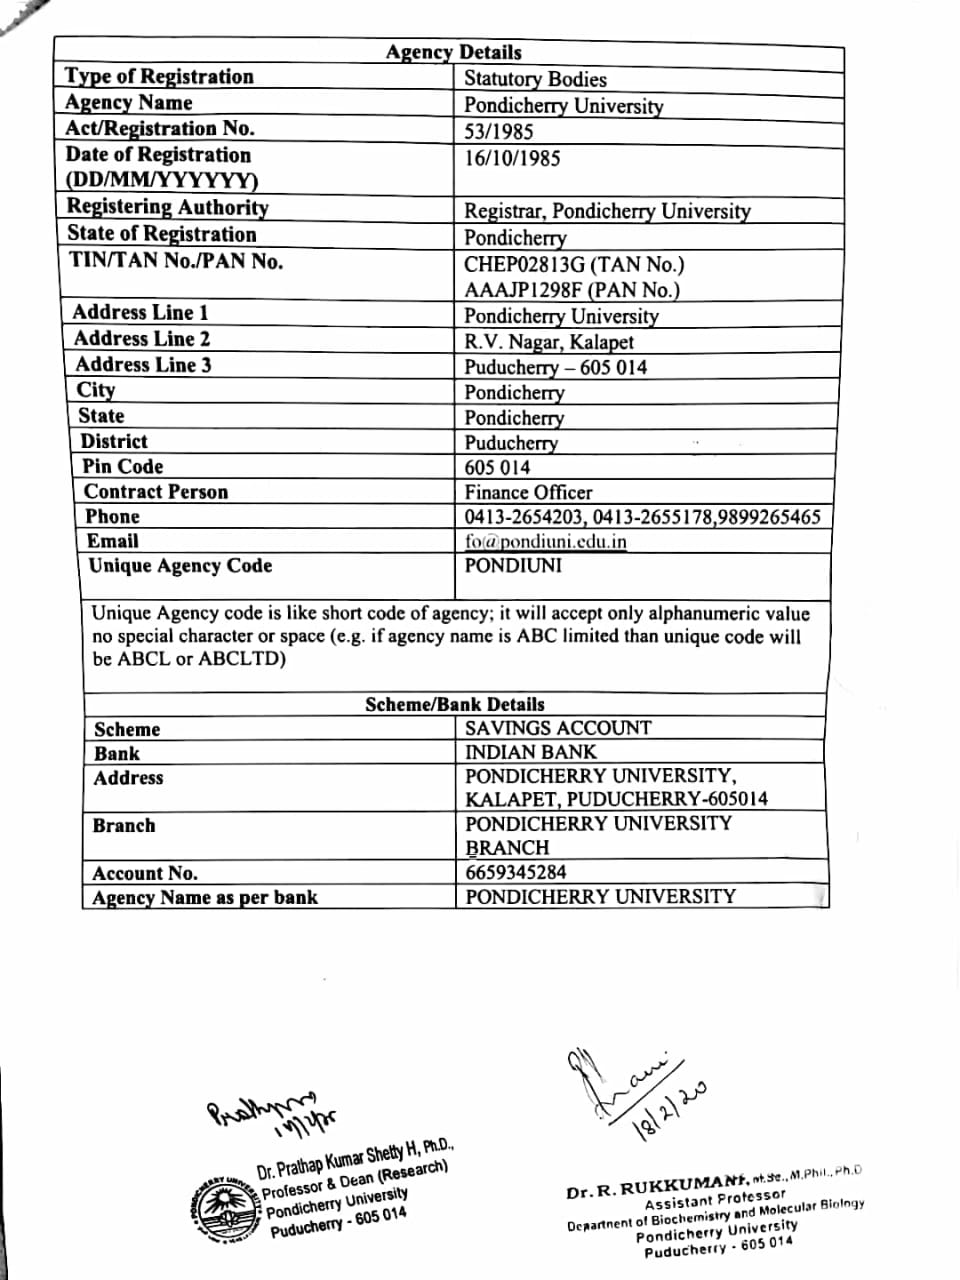 Agency Details
Type of Registration Statutory Bodies
Agency Name Pondicherry University
Act/Registration No. 53/1985
Date of Registration 16/10/1985
(DD/MM/YYYYYY)
Registering Authority Registrar, Pondicherry University
State of Registration Pondicherry
TIN/TAN No./PAN No. CHEP02813G (TAN No.)
AAAJP1298F (PAN No.)
Address Line 1 Pondicherry University
Address Line 2 R.V. Nagar, Kalapet
Address Line 3 Puducherry – 605 014
City Pondicherry
State Pondicherry
District Puducherry
Pin Code 605 014
Contract Person Finance Officer
Phone 0413-2654203, 0413-2655178,9899265465
Email fo@pondiuni.edu.in
Unique Agency Code PONDIUNI
Unique Agency code is like short code of agency; it will accept only alphanumeric value
no special character or space (e.g. if agency name is ABC limited than unique code will
be ABCL or ABCLTD)
Scheme/Bank Details
Scheme SAVINGS ACCOUNT
Bank INDIAN BANK
Address PONDICHERRY UNIVERSITY,
KALAPET, PUDUCHERRY-605014
Branch PONDICHERRY UNIVERSITY
BRANCH
Account No. 6659345284
Agency Name as per bank PONDICHERRY UNIVERSITY
18/2/20
Dr. Prathap Kumar Shetty H, Ph.D.,
Professor & Dean (Research)
Pondicherry University
Puducherry - 605 014
Dr. R. RUKKUMANI, M.Sc., M.Phil., Ph.D
Assistant Professor
Department of Biochemistry and Molecular Biology
Pondicherry University
Puducherry - 605 014